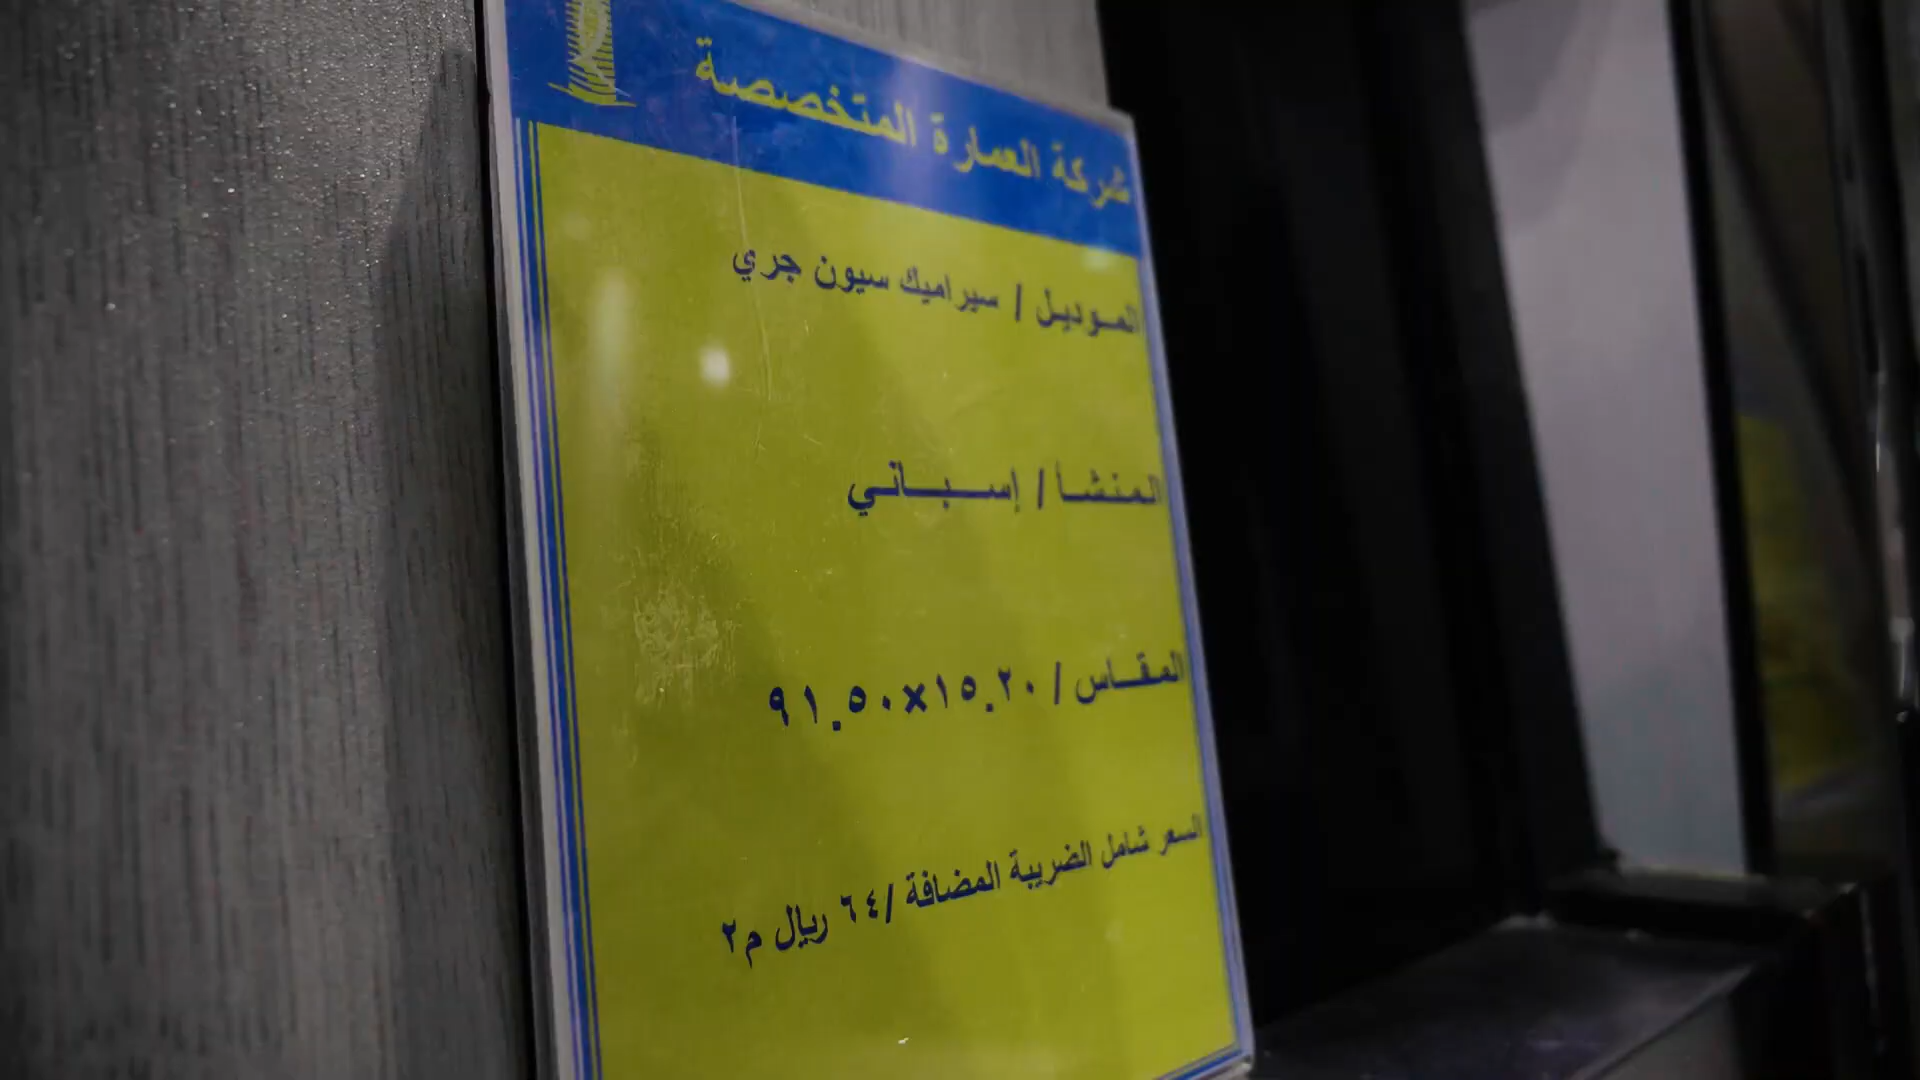 شركة العمارة المتخصصة
الموديل / سيراميك سيون جري
المنشأ / إسباني
المقاس / ١٥.٢٠×٩١.٥٠
السعر شامل الضريبة المضافة /٦٤ ريال م٢